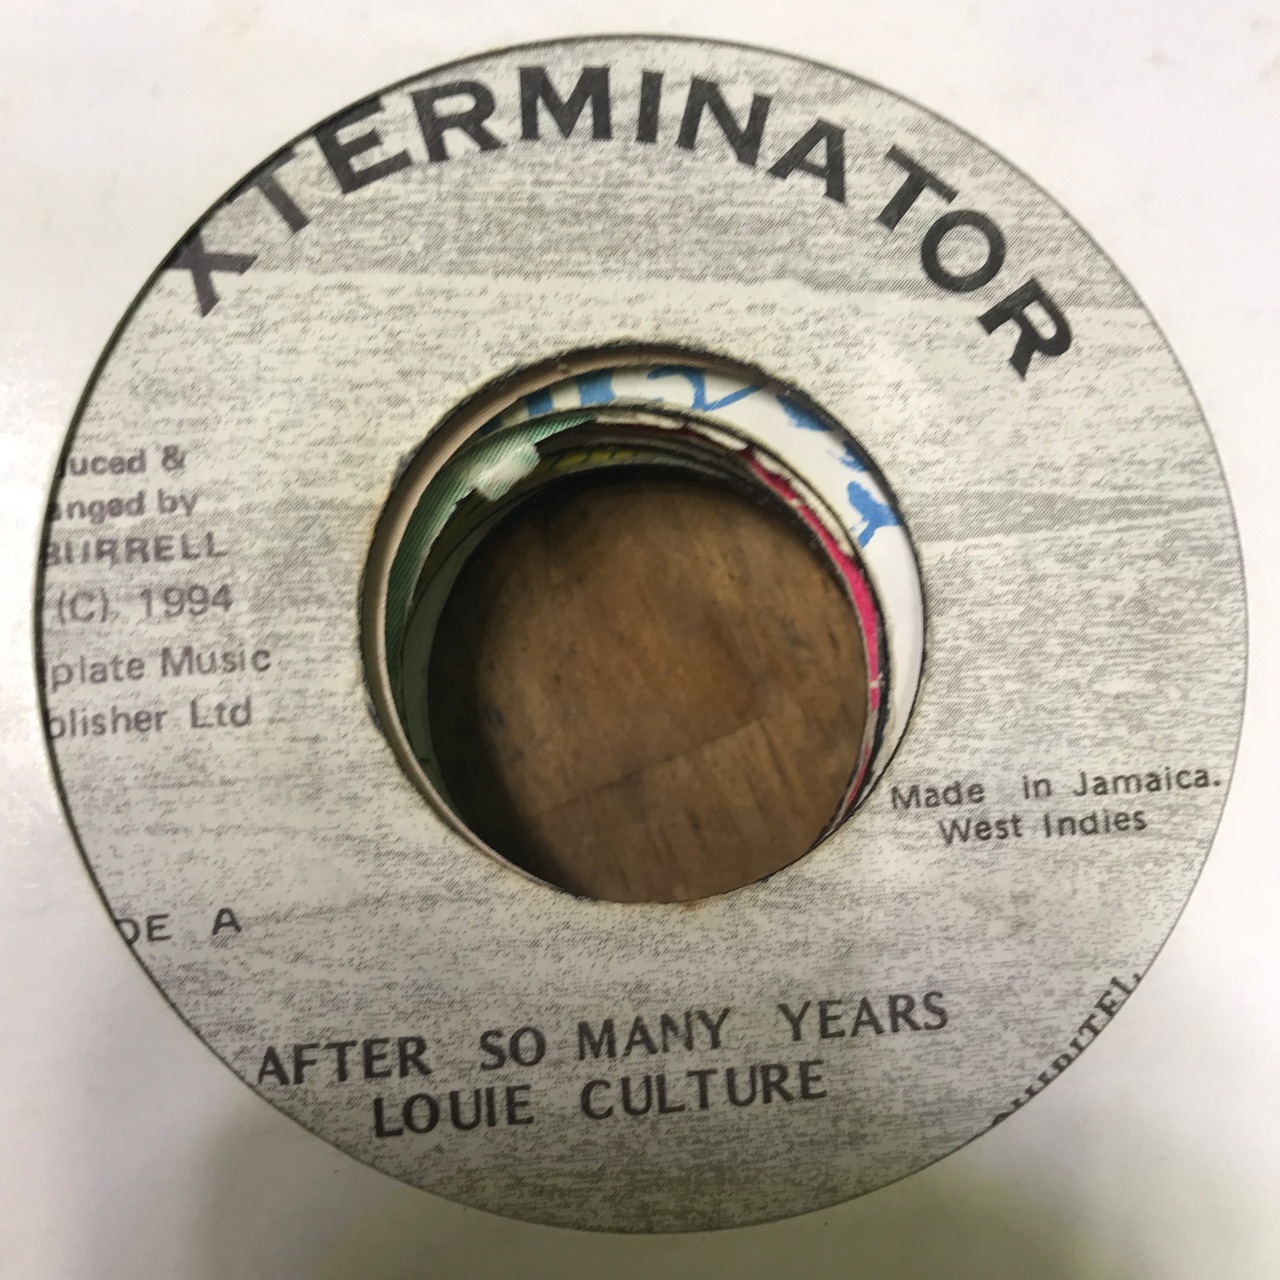 XTERMINATOR
uced &
anged by
BURRELL
(C). 1994
plate Music
blisher Ltd
Made in Jamaica.
West Indies
DE A
AFTER SO MANY YEARS
LOUIE CULTURE